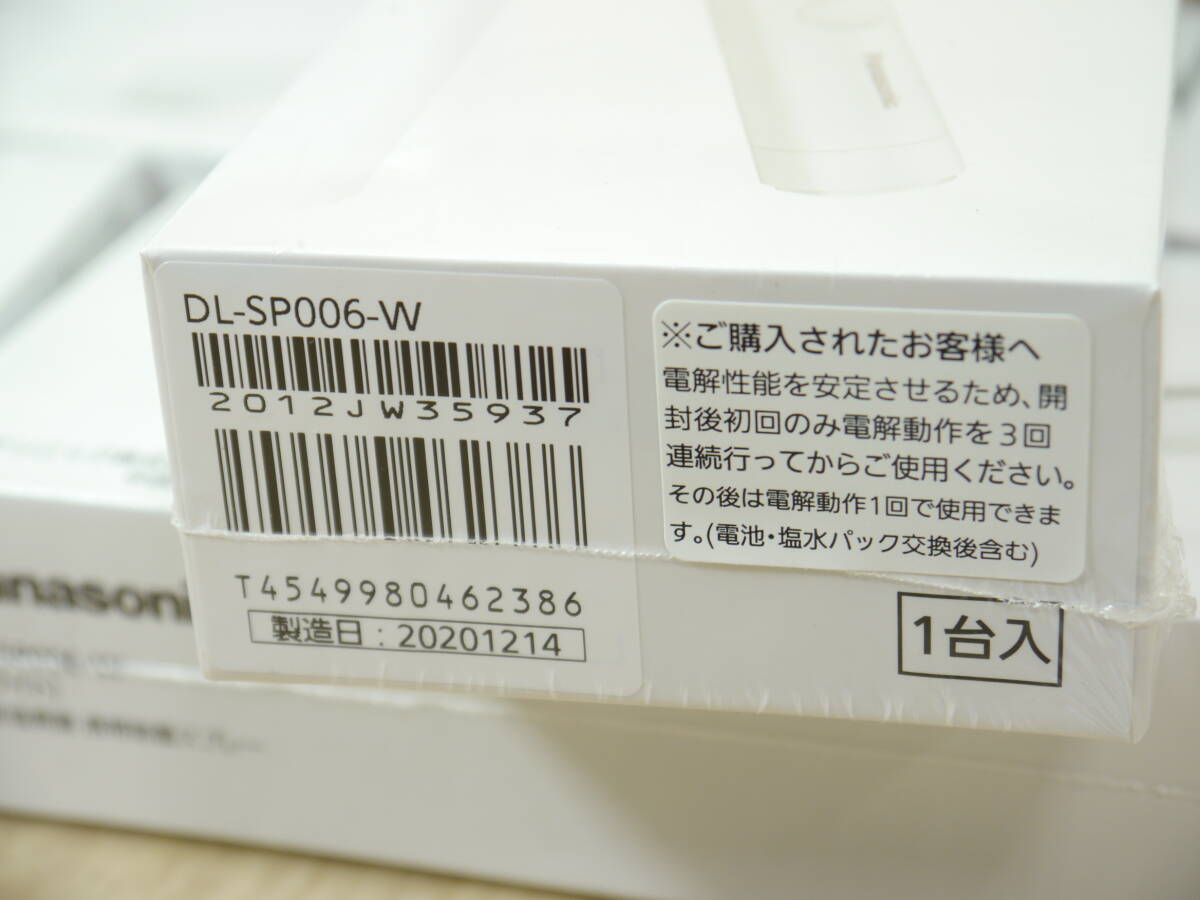 DL-SP006-W
2012JW35937
T4549980462386
製造日:20201214
※ご購入されたお客様へ
電解性能を安定させるため、開
封後初回のみ電解動作を3回
連続行ってからご使用ください。
その後は電解動作1回で使用できま
す。(電池・塩水パック交換後含む)
1台入
anasoni